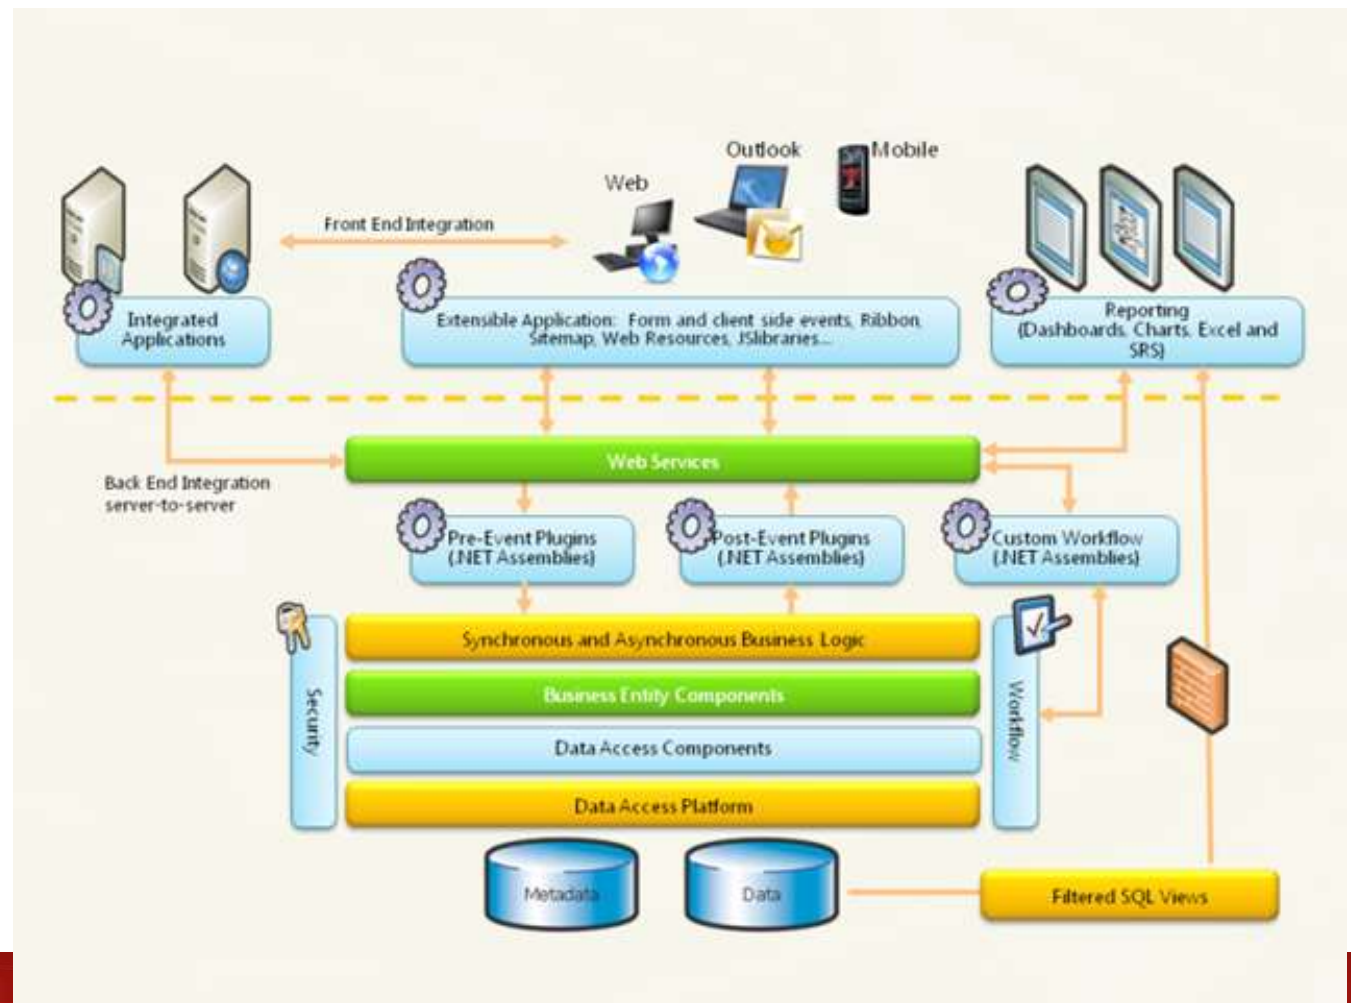 Outlook
Mobile
Web
Front End Integration
Integrated
Applications
Extensible Application: Form and client side events, Ribbon,
Sitemap, Web Resources, JSlibraries...
Reporting
(Dashboards, Charts, Excel and
SRS)
Web Services
Back End Integration
server-to-server
Pre-Event Plugins
(.NET Assemblies)
Post-Event Plugins
(.NET Assemblies)
Custom Workflow
(.NET Assemblies)
Synchronous and Asynchronous Business Logic
Security
Business Entity Components
Workflow
Data Access Components
Data Access Platform
Metadada
Data
Filtered SQL Views